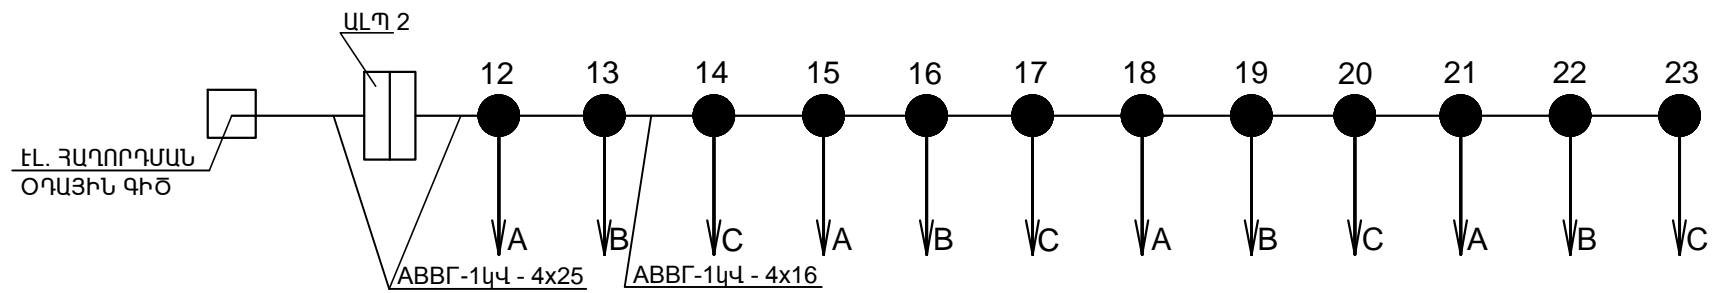 ԱԼՊ 2
12 13 14 15 16 17 18 19 20 21 22 23
ԷԼ. ՀԱՂՈՐԴՄԱՆ
ՕԴԱՅԻՆ ԳԻԾ
A B C A B C A B C A B C
АВВГ-1կՎ - 4x25
АВВГ-1կՎ - 4x16